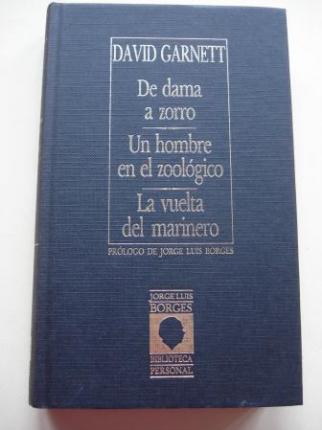 DAVID GARNETT
De dama
a zorro
Un hombre
en el zoológico
La vuelta
del marinero
PRÓLOGO DE JORGE LUIS BORGES
JORGE LUIS
BORGES
BIBLIOTECA
PERSONAL